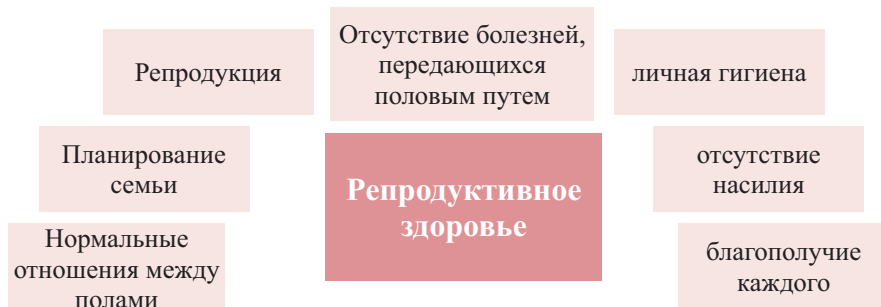 Отсутствие болезней,
передающихся
половым путем
Репродукция
личная гигиена
Планирование
семьи
Репродуктивное
здоровье
отсутствие
насилия
Нормальные
отношения между
полами
благополучие
каждого